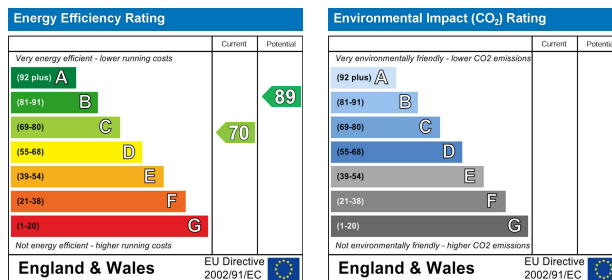 Energy Efficiency Rating
Current Potential
Very energy efficient - lower running costs
(92 plus) A
(81-91) B
89
(69-80) C
70
(55-68) D
(39-54) E
(21-38) F
(1-20) G
Not energy efficient - higher running costs
England & Wales
EU Directive
2002/91/EC
Environmental Impact (CO₂) Rating
Current Potential
Very environmentally friendly - lower CO2 emissions
(92 plus) A
(81-91) B
(69-80) C
(55-68) D
(39-54) E
(21-38) F
(1-20) G
Not environmentally friendly - higher CO2 emissions
England & Wales
EU Directive
2002/91/EC